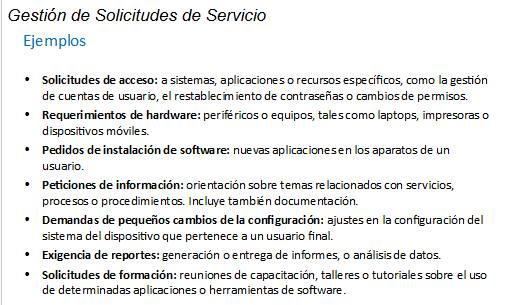 Gestión de Solicitudes de Servicio
Ejemplos
• Solicitudes de acceso: a sistemas, aplicaciones o recursos específicos, como la gestión
de cuentas de usuario, el restablecimiento de contraseñas o cambios de permisos.
• Requerimientos de hardware: periféricos o equipos, tales como laptops, impresoras o
dispositivos móviles.
• Pedidos de instalación de software: nuevas aplicaciones en los aparatos de un
usuario.
• Peticiones de información: orientación sobre temas relacionados con servicios,
procesos o procedimientos. Incluye también documentación.
• Demandas de pequeños cambios de la configuración: ajustes en la configuración del
sistema del dispositivo que pertenece a un usuario final.
• Exigencia de reportes: generación o entrega de informes, o análisis de datos.
• Solicitudes de formación: reuniones de capacitación, talleres o tutoriales sobre el uso
de determinadas aplicaciones o herramientas de software.